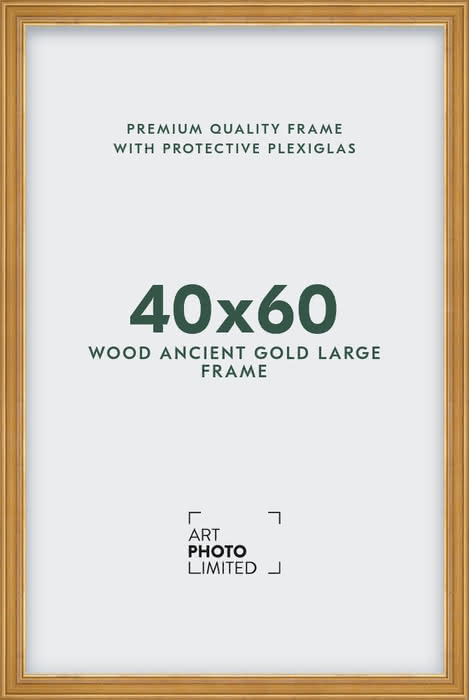 PREMIUM QUALITY FRAME
WITH PROTECTIVE PLEXIGLAS
40x60
WOOD ANCIENT GOLD LARGE
FRAME
ART
PHOTO
LIMITED